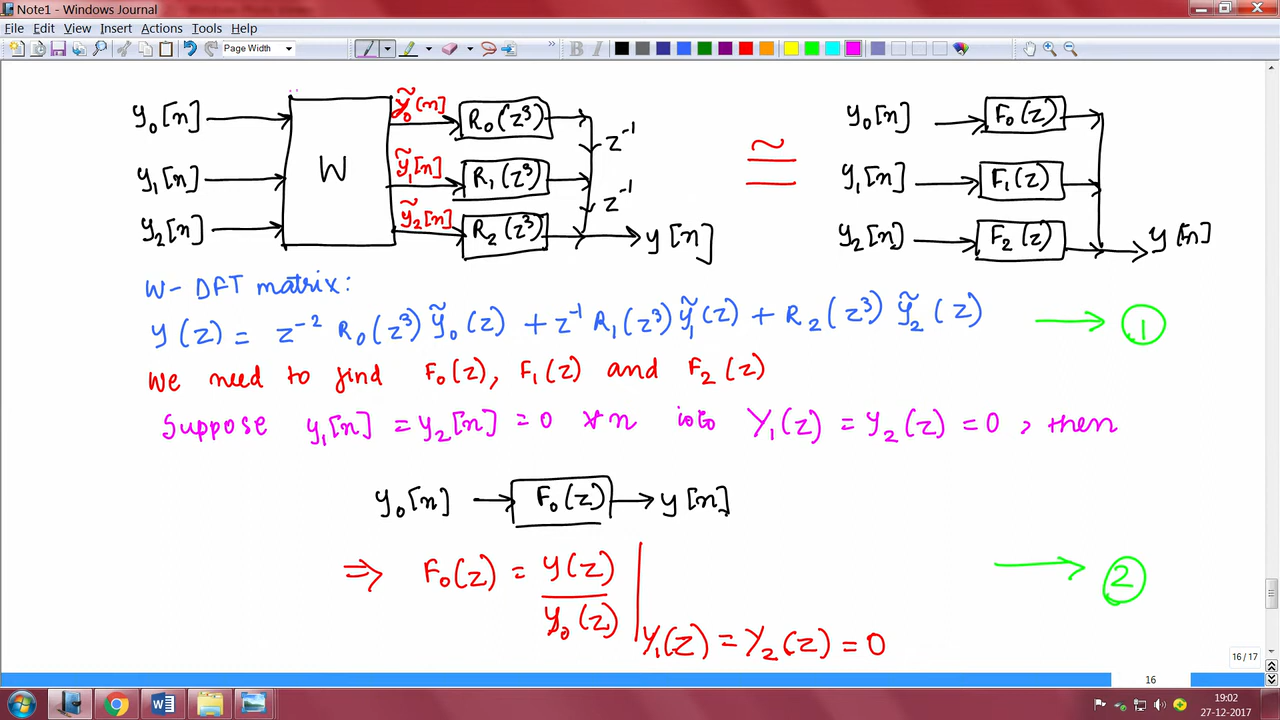 Note1 - Windows Journal
File Edit View Insert Actions Tools Help
Page Width
y₀[n] ỹ₀[n] R₀(z³) y₀[n] F₀(z)
z⁻¹
y₁[n] W ỹ₁[n] R₁(z³) ≅ y₁[n] F₁(z)
z⁻¹
y₂[n] ỹ₂[n] R₂(z³) y[n] y₂[n] F₂(z) y[n]
W- DFT matrix:
Y(z) = z⁻² R₀(z³) Ỹ₀(z) + z⁻¹ R₁(z³) Ỹ₁(z) + R₂(z³) Ỹ₂(z) → 1
We need to find F₀(z), F₁(z) and F₂(z)
Suppose y₁[n] = y₂[n] = 0 ∀n Y₁(z) = Y₂(z) = 0, then
y₀[n] → F₀(z) → y[n]
⇒ F₀(z) = Y(z) / Y₀(z) | Y₁(z) = Y₂(z) = 0 → 2
16/17
16
19:02
27-12-2017